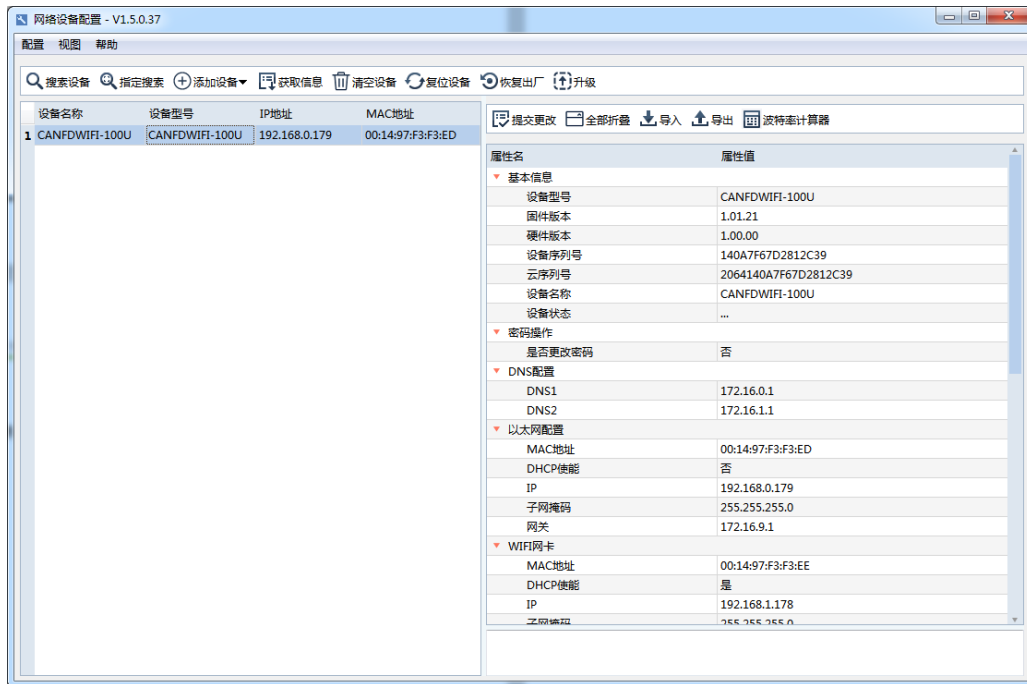 网络设备配置 - V1.5.0.37
配置 视图 帮助
搜索设备 指定搜索 添加设备 获取信息 清空设备 复位设备 恢复出厂 升级
设备名称 设备型号 IP地址 MAC地址
1 CANFDWIFI-100U CANFDWIFI-100U 192.168.0.179 00:14:97:F3:F3:ED
提交更改 全部折叠 导入 导出 波特率计算器
属性名 属性值
基本信息
设备型号 CANFDWIFI-100U
固件版本 1.01.21
硬件版本 1.00.00
设备序列号 140A7F67D2812C39
云序列号 2064140A7F67D2812C39
设备名称 CANFDWIFI-100U
设备状态 ...
密码操作
是否更改密码 否
DNS配置
DNS1 172.16.0.1
DNS2 172.16.1.1
以太网配置
MAC地址 00:14:97:F3:F3:ED
DHCP使能 否
IP 192.168.0.179
子网掩码 255.255.255.0
网关 172.16.9.1
WIFI网卡
MAC地址 00:14:97:F3:F3:EE
DHCP使能 是
IP 192.168.1.178
子网掩码 255.255.255.0